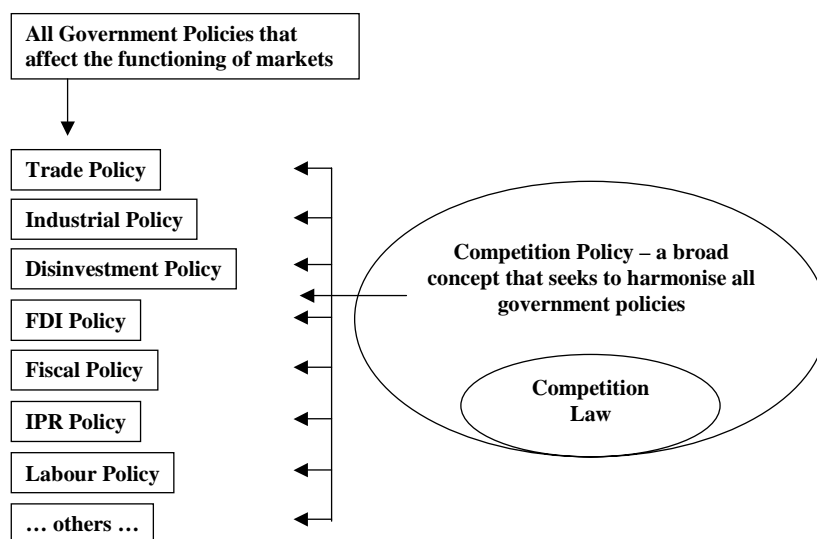 All Government Policies that
affect the functioning of markets
Trade Policy
Industrial Policy
Disinvestment Policy
FDI Policy
Fiscal Policy
IPR Policy
Labour Policy
… others …
Competition Policy – a broad
concept that seeks to harmonise all
government policies
Competition
Law